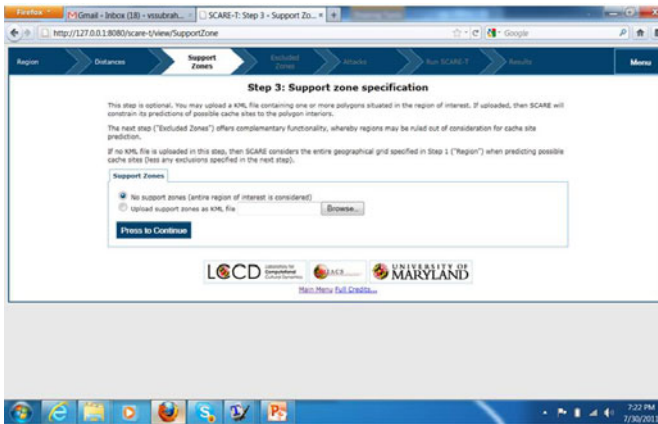 Firefox
Gmail - Inbox (18) - vssubrah...
SCARE-T: Step 3 - Support Zo...
http://127.0.0.1:8080/scare-t/view/SupportZone
Google
Region
Distances
Support Zones
Excluded Zones
Attacks
Run SCARE-T
Results
Menu
Step 3: Support zone specification
This step is optional. You may upload a KML file containing one or more polygons situated in the region of interest. If uploaded, then SCARE will
constrain its predictions of possible cache sites to the polygon interiors.
The next step ("Excluded Zones") offers complementary functionality, whereby regions may be ruled out of consideration for cache site
prediction.
If no KML file is uploaded in this step, then SCARE considers the entire geographical grid specified in Step 1 ("Region") when predicting possible
cache sites (less any exclusions specified in the next step).
Support Zones
No support zones (entire region of interest is considered)
Upload support zones as KML file
Browse...
Press to Continue
LCCD
Laboratory for
Computational
Cultural Dynamics
UNIVERSITY OF
MARYLAND
Main Menu Full Credits...
7:22 PM